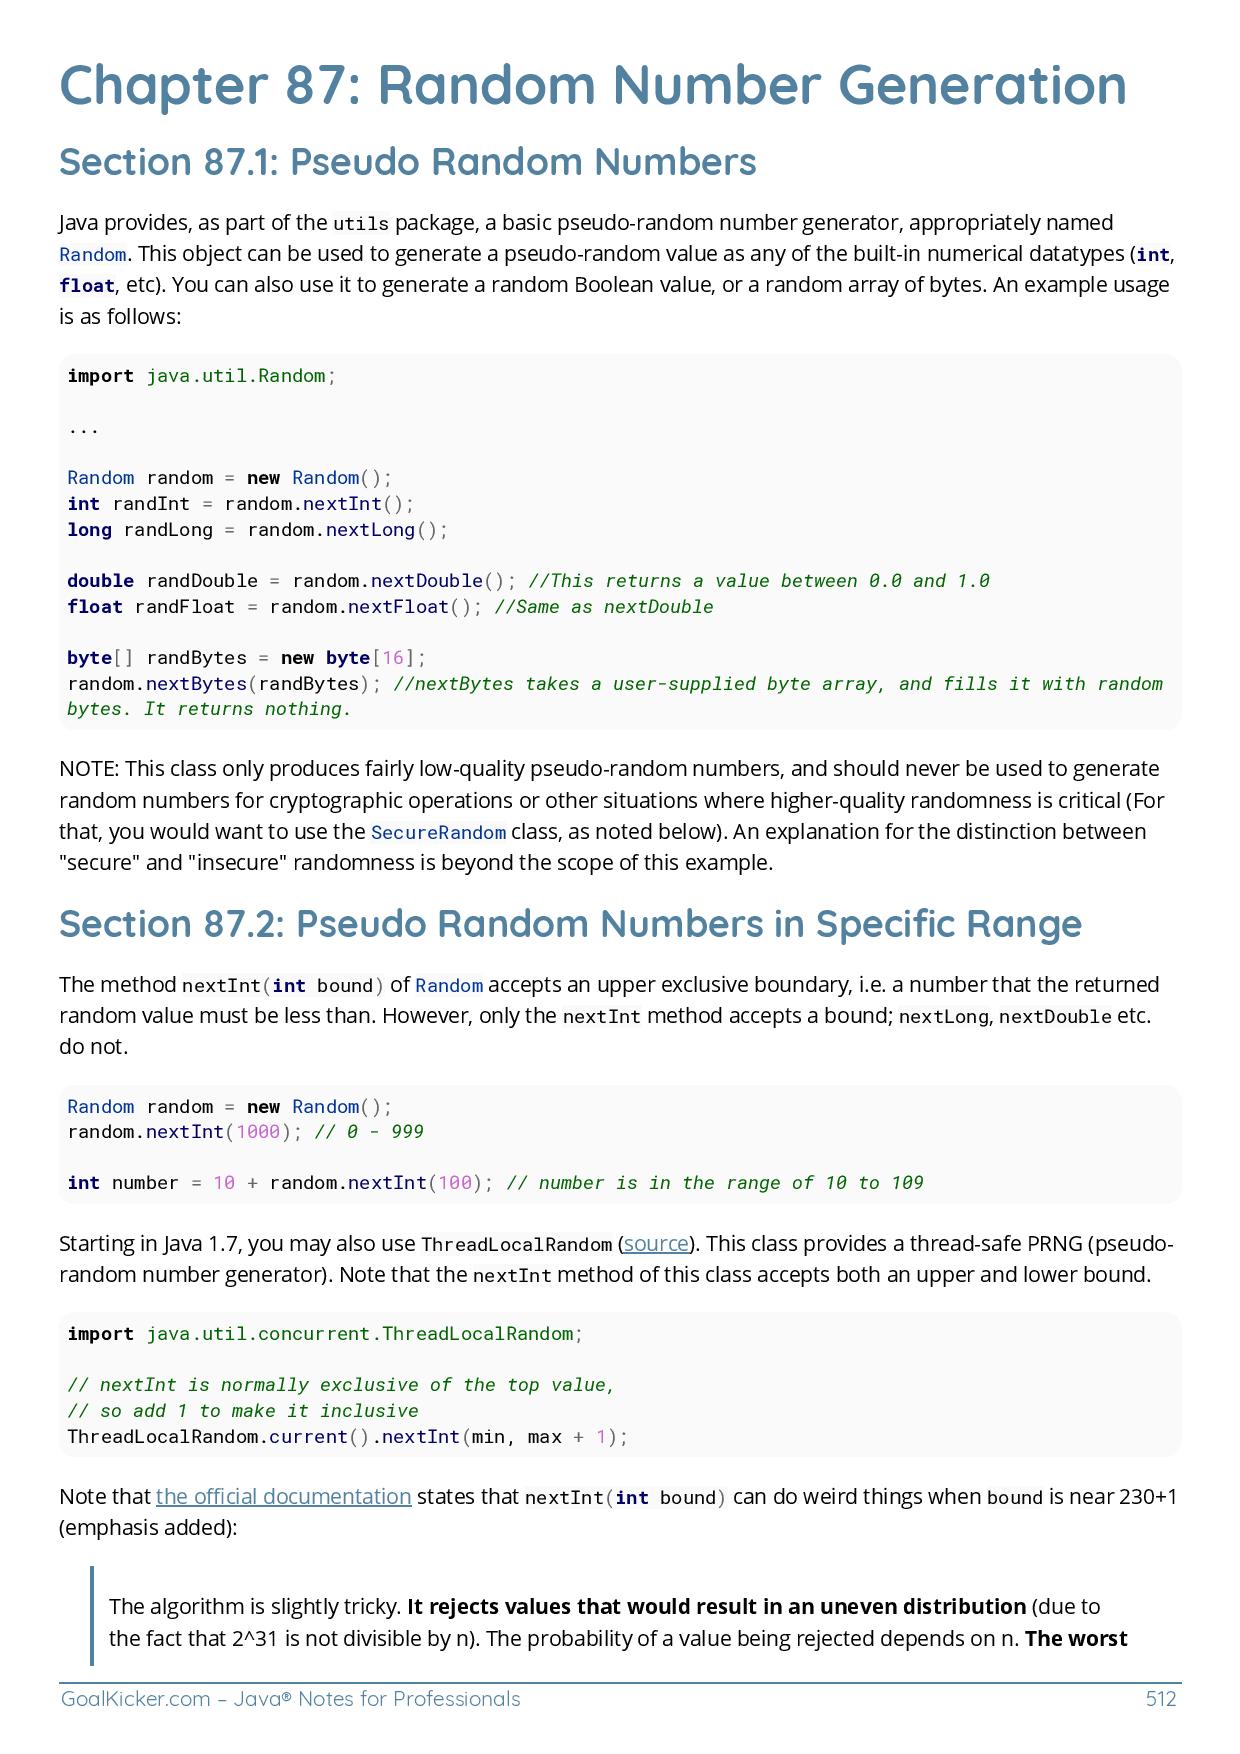 Chapter 87: Random Number Generation
Section 87.1: Pseudo Random Numbers
Java provides, as part of the utils package, a basic pseudo-random number generator, appropriately named
Random. This object can be used to generate a pseudo-random value as any of the built-in numerical datatypes (int,
float, etc). You can also use it to generate a random Boolean value, or a random array of bytes. An example usage
is as follows:
import java.util.Random;
...
Random random = new Random();
int randInt = random.nextInt();
long randLong = random.nextLong();
double randDouble = random.nextDouble(); //This returns a value between 0.0 and 1.0
float randFloat = random.nextFloat(); //Same as nextDouble
byte[] randBytes = new byte[16];
random.nextBytes(randBytes); //nextBytes takes a user-supplied byte array, and fills it with random
bytes. It returns nothing.
NOTE: This class only produces fairly low-quality pseudo-random numbers, and should never be used to generate
random numbers for cryptographic operations or other situations where higher-quality randomness is critical (For
that, you would want to use the SecureRandom class, as noted below). An explanation for the distinction between
"secure" and "insecure" randomness is beyond the scope of this example.
Section 87.2: Pseudo Random Numbers in Specific Range
The method nextInt(int bound) of Random accepts an upper exclusive boundary, i.e. a number that the returned
random value must be less than. However, only the nextInt method accepts a bound; nextLong, nextDouble etc.
do not.
Random random = new Random();
random.nextInt(1000); // 0 - 999
int number = 10 + random.nextInt(100); // number is in the range of 10 to 109
Starting in Java 1.7, you may also use ThreadLocalRandom (source). This class provides a thread-safe PRNG (pseudo-
random number generator). Note that the nextInt method of this class accepts both an upper and lower bound.
import java.util.concurrent.ThreadLocalRandom;
// nextInt is normally exclusive of the top value,
// so add 1 to make it inclusive
ThreadLocalRandom.current().nextInt(min, max + 1);
Note that the official documentation states that nextInt(int bound) can do weird things when bound is near 230+1
(emphasis added):
The algorithm is slightly tricky. It rejects values that would result in an uneven distribution (due to
the fact that 2^31 is not divisible by n). The probability of a value being rejected depends on n. The worst
GoalKicker.com – Java® Notes for Professionals
512